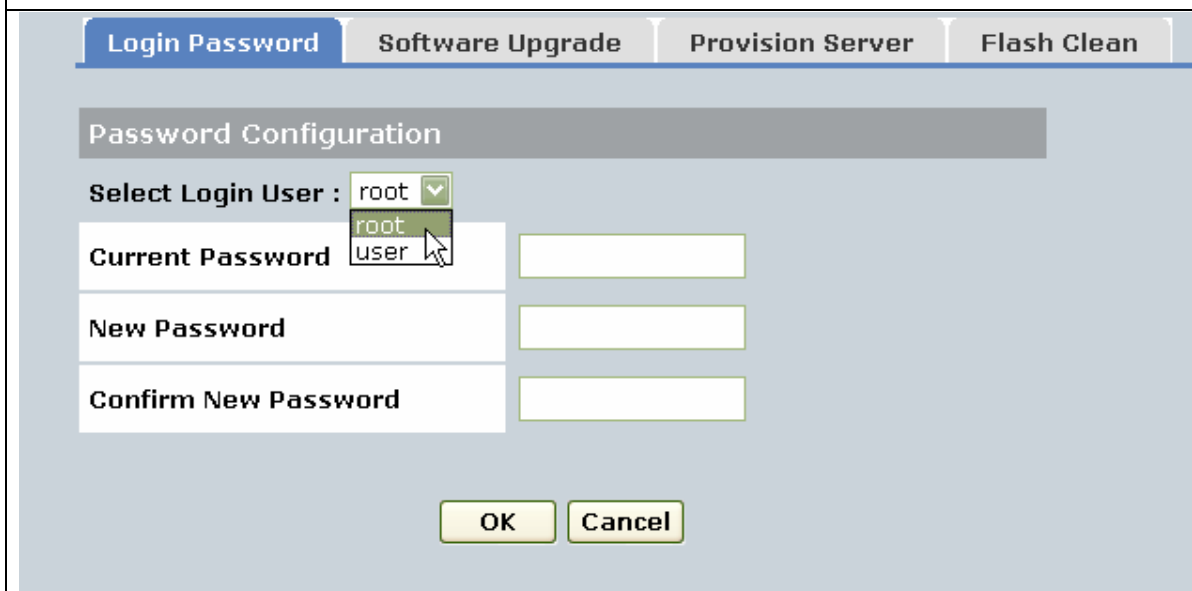 Login Password Software Upgrade Provision Server Flash Clean
Password Configuration
Select Login User : root
root
user
Current Password
New Password
Confirm New Password
OK Cancel